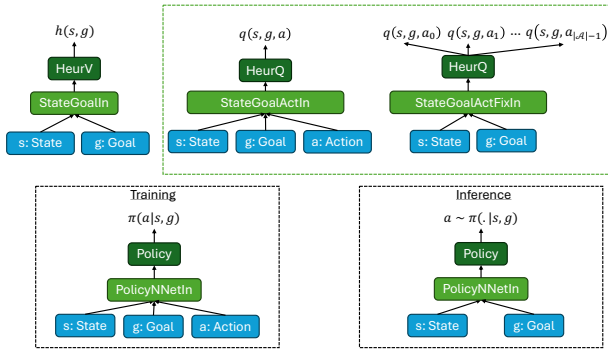 h(s, g)
HeurV
StateGoalIn
s: State g: Goal
q(s, g, a)
HeurQ
StateGoalActIn
s: State g: Goal a: Action
q(s, g, a₀) q(s, g, a₁) … q(s, g, a_{|𝒜|−1})
HeurQ
StateGoalActFixIn
s: State g: Goal
Training
π(a|s, g)
Policy
PolicyNNetIn
s: State g: Goal a: Action
Inference
a ~ π(. |s, g)
Policy
PolicyNNetIn
s: State g: Goal